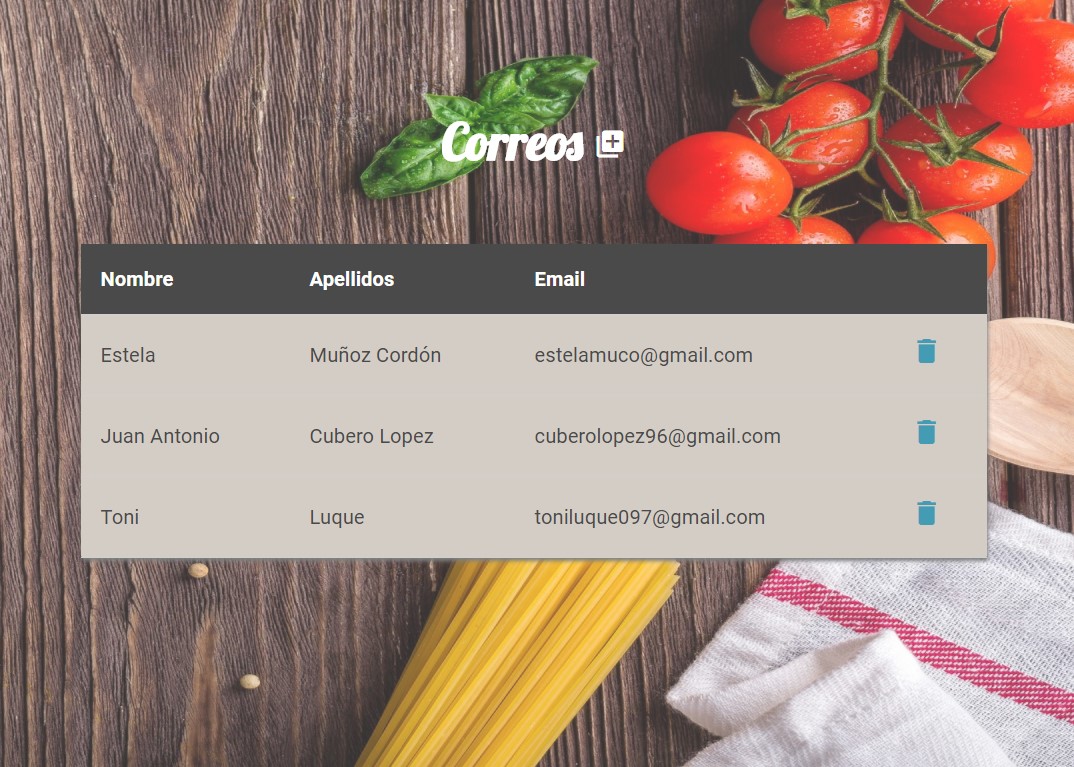 Correos
Nombre Apellidos Email
Estela Muñoz Cordón estelamuco@gmail.com
Juan Antonio Cubero Lopez cuberolopez96@gmail.com
Toni Luque toniluque097@gmail.com